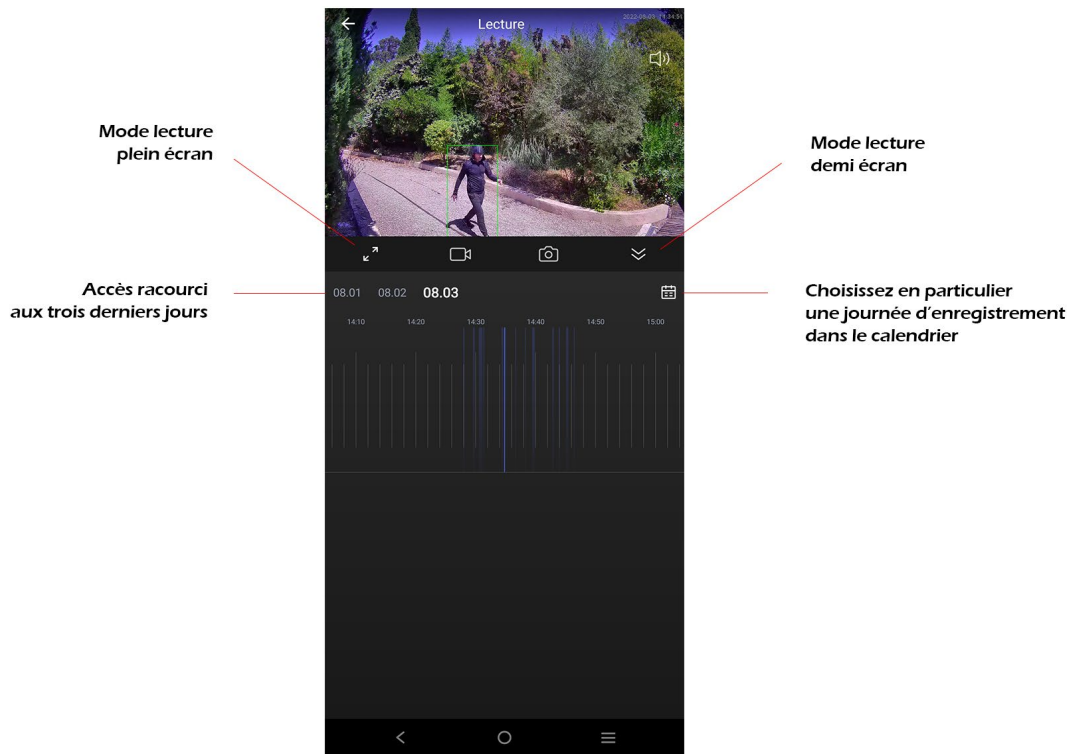 Lecture
Mode lecture
plein écran
Mode lecture
demi écran
Accès racourci
aux trois derniers jours
08.01 08.02 08.03
Choisissez en particulier
une journée d'enregistrement
dans le calendrier
14:10 14:20 14:30 14:40 14:50 15:00